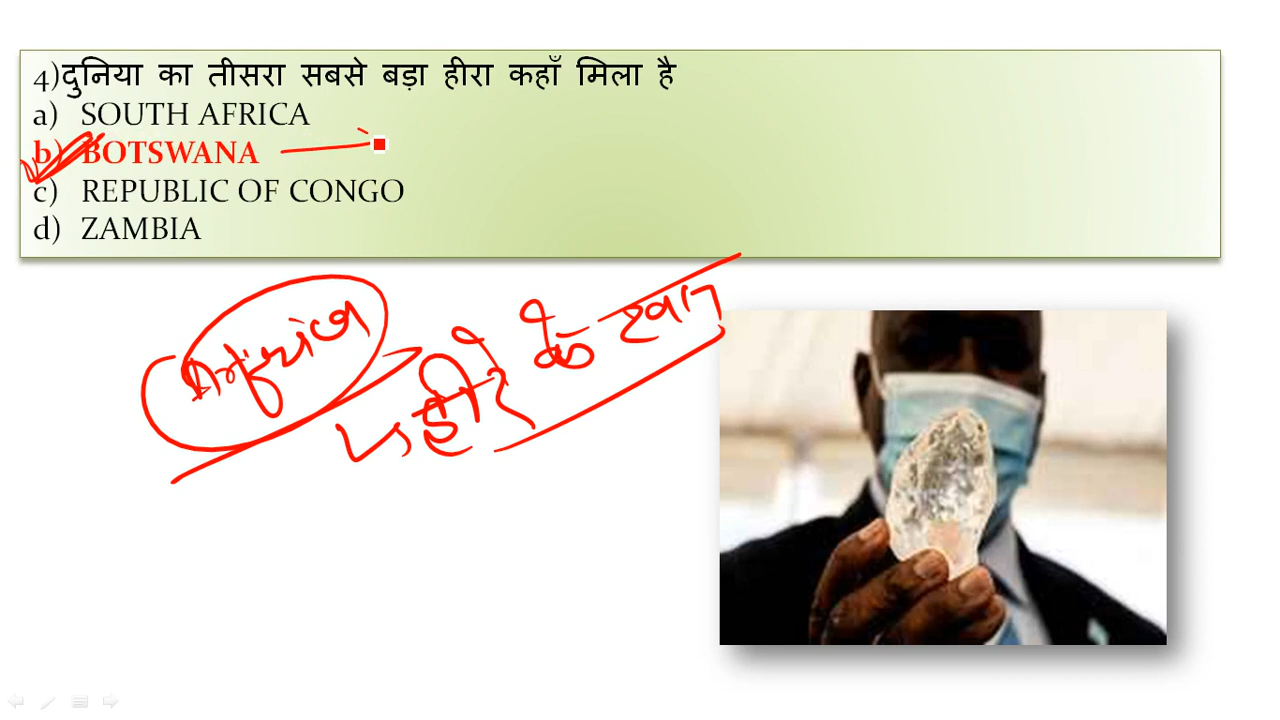 4)दुनिया का तीसरा सबसे बड़ा हीरा कहाँ मिला है
a) SOUTH AFRICA
b) BOTSWANA
c) REPUBLIC OF CONGO
d) ZAMBIA
हीरे के